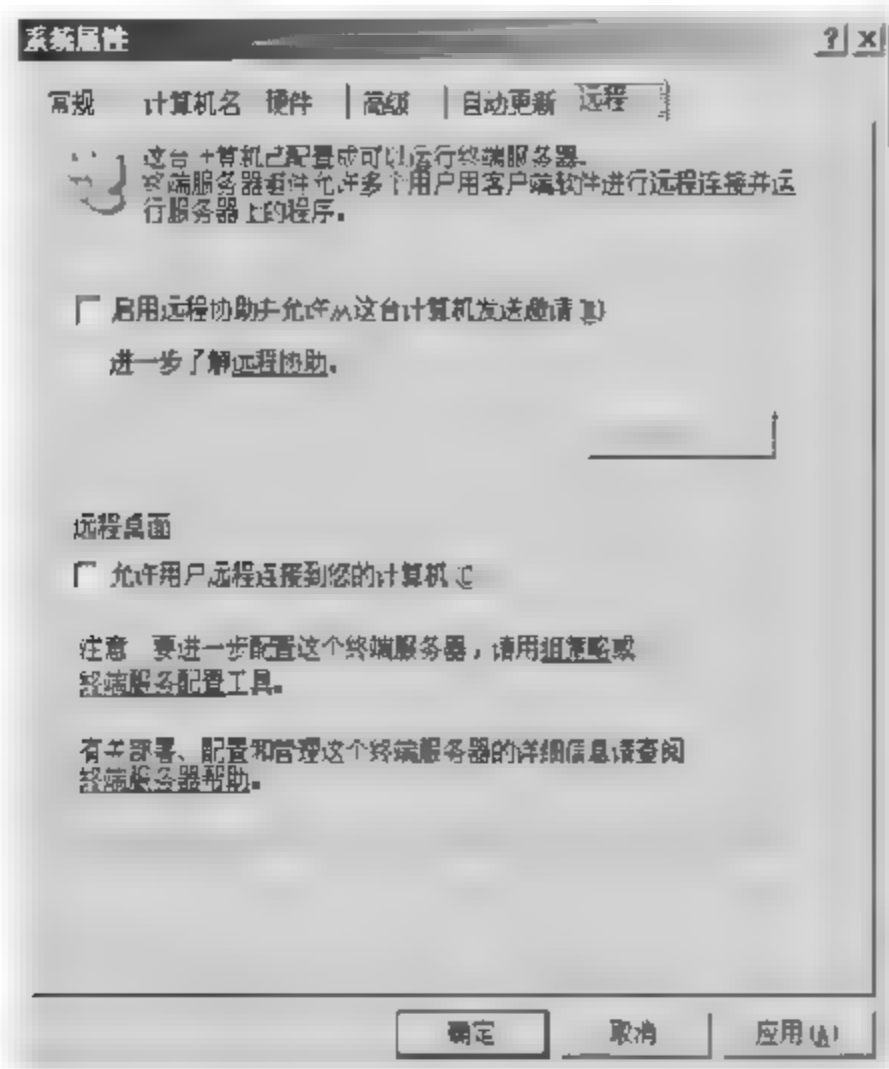 系统属性
? ×
常规 计算机名 硬件 高级 自动更新 远程
这台计算机已配置成可以运行终端服务器。
终端服务器组件允许多个用户用客户端软件进行远程连接并运
行服务器上的程序。
启用远程协助并允许从这台计算机发送邀请(R)
进一步了解远程协助。
远程桌面
允许用户远程连接到您的计算机(C
注意 要进一步配置这个终端服务器，请用组策略或
终端服务配置工具。
有关部署、配置和管理这个终端服务器的详细信息请查阅
终端服务器帮助。
确定 取消 应用(A)